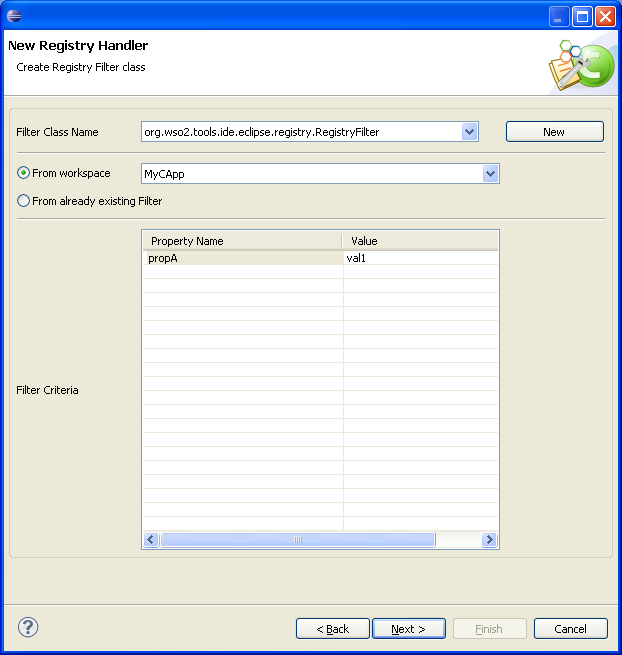 New Registry Handler
Create Registry Filter class
Filter Class Name
org.wso2.tools.ide.eclipse.registry.RegistryFilter
New
From workspace
MyCApp
From already existing Filter
Property Name
Value
propA
val1
Filter Criteria
?
< Back
Next >
Finish
Cancel